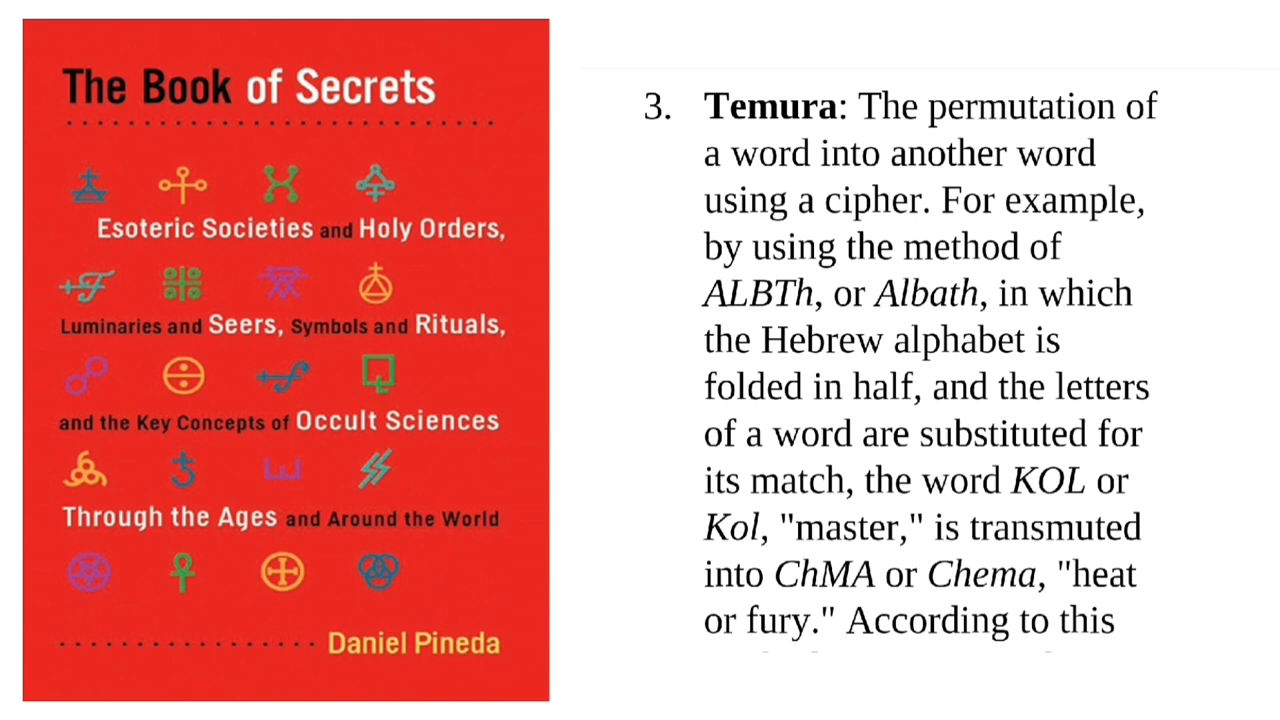 The Book of Secrets
Esoteric Societies and Holy Orders,
Luminaries and Seers, Symbols and Rituals,
and the Key Concepts of Occult Sciences
Through the Ages and Around the World
Daniel Pineda
3. Temura: The permutation of
a word into another word
using a cipher. For example,
by using the method of
ALBTh, or Albath, in which
the Hebrew alphabet is
folded in half, and the letters
of a word are substituted for
its match, the word KOL or
Kol, "master," is transmuted
into ChMA or Chema, "heat
or fury." According to this